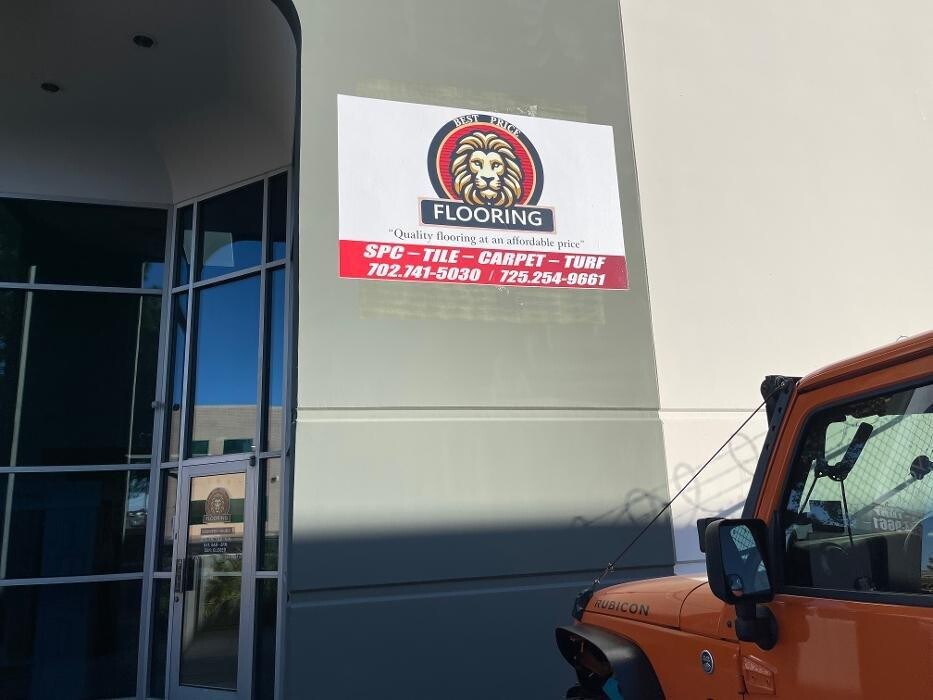 BEST PRICE
FLOORING
"Quality flooring at an affordable price"
SPC – TILE – CARPET – TURF
702.741-5030 / 725.254-9661
FLOORING
RUBICON